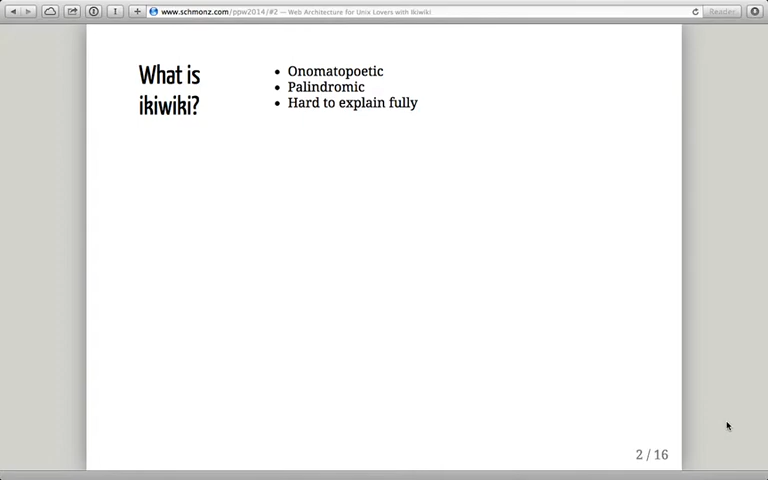 www.schmonz.com/ppw2014/#2 — Web Architecture for Unix Lovers with Ikiwiki
Reader
What is
ikiwiki?
• Onomatopoetic
• Palindromic
• Hard to explain fully
2 / 16